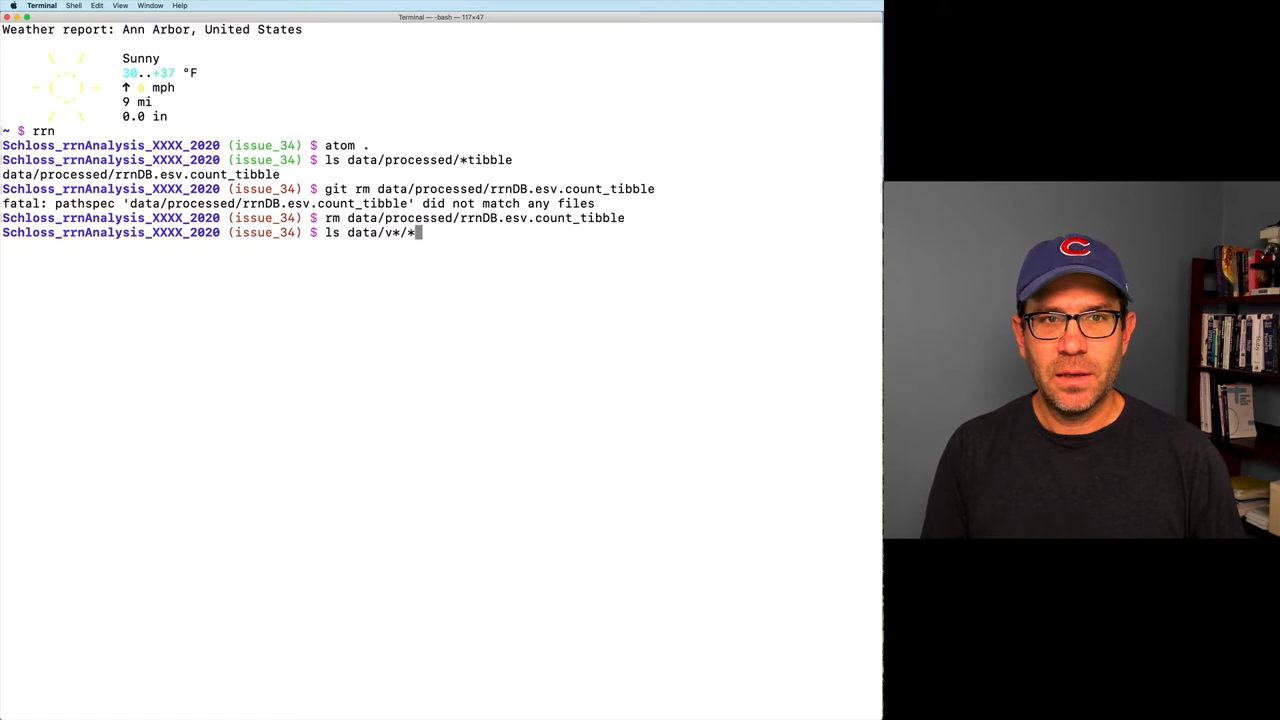 Terminal Shell Edit View Window Help
Terminal — -bash — 117×47
Weather report: Ann Arbor, United States
Sunny
30..+37 °F
↑ 6 mph
9 mi
0.0 in
~ $ rrn
Schloss_rrnAnalysis_XXXX_2020 (issue_34) $ atom .
Schloss_rrnAnalysis_XXXX_2020 (issue_34) $ ls data/processed/*tibble
data/processed/rrnDB.esv.count_tibble
Schloss_rrnAnalysis_XXXX_2020 (issue_34) $ git rm data/processed/rrnDB.esv.count_tibble
fatal: pathspec 'data/processed/rrnDB.esv.count_tibble' did not match any files
Schloss_rrnAnalysis_XXXX_2020 (issue_34) $ rm data/processed/rrnDB.esv.count_tibble
Schloss_rrnAnalysis_XXXX_2020 (issue_34) $ ls data/v*/*
C